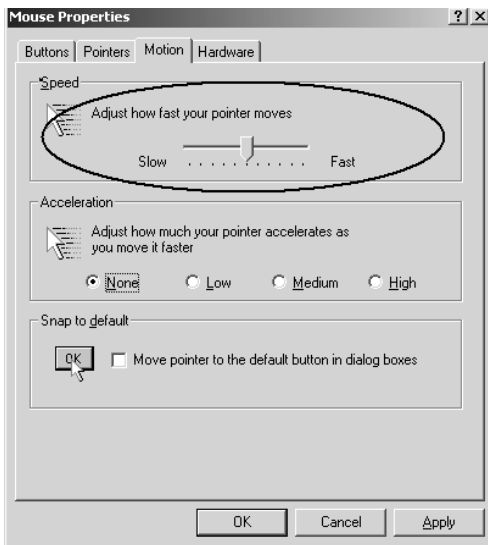 Mouse Properties
Buttons Pointers Motion Hardware
Speed
Adjust how fast your pointer moves
Slow Fast
Acceleration
Adjust how much your pointer accelerates as
you move it faster
None Low Medium High
Snap to default
OK Move pointer to the default button in dialog boxes
OK Cancel Apply